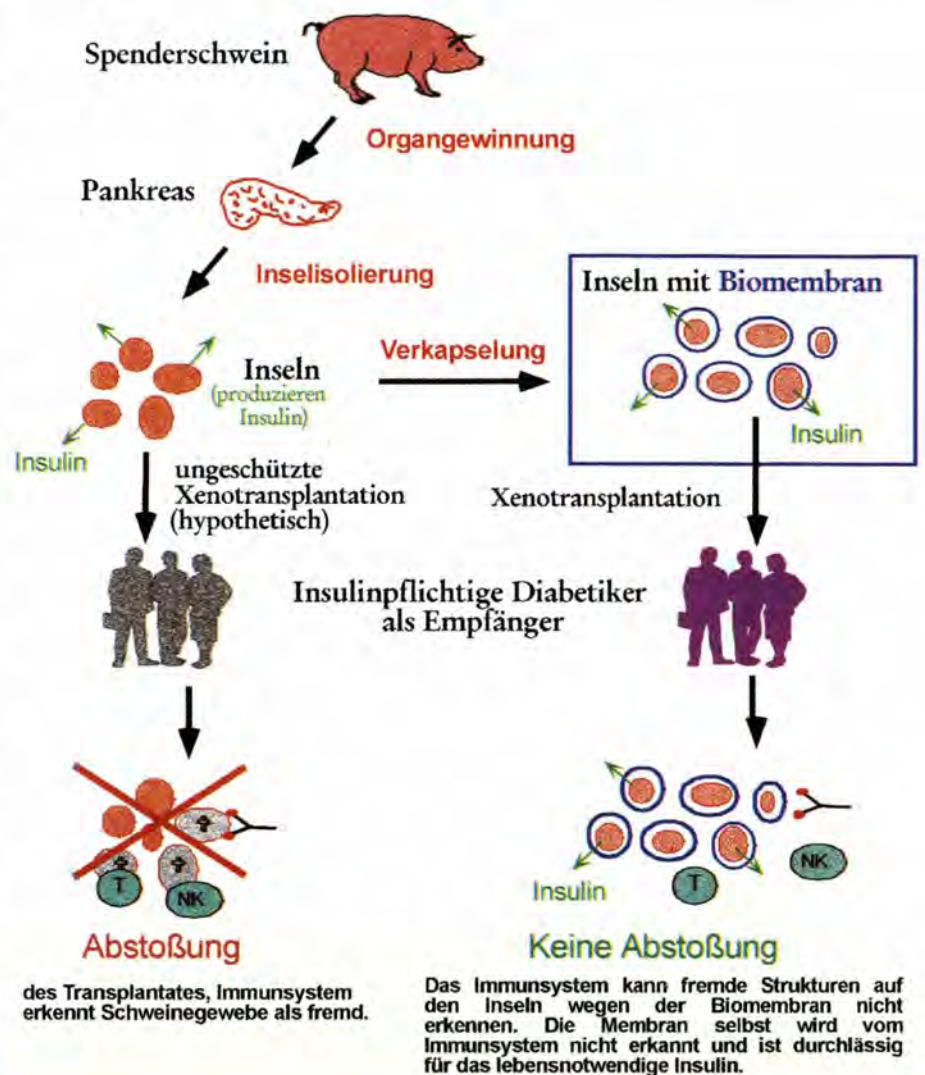 Spenderschwein
Organgewinnung
Pankreas
Inselisolierung
Inseln mit Biomembran
Verkapselung
Inseln
(produzieren
Insulin)
Insulin
Insulin
ungeschützte
Xenotransplantation
(hypothetisch)
Xenotransplantation
Insulinpflichtige Diabetiker
als Empfänger
T
NK
Insulin
T
NK
Abstoßung
des Transplantates, Immunsystem
erkennt Schweinegewebe als fremd.
Keine Abstoßung
Das Immunsystem kann fremde Strukturen auf
den Inseln wegen der Biomembran nicht
erkennen. Die Membran selbst wird vom
Immunsystem nicht erkannt und ist durchlässig
für das lebensnotwendige Insulin.